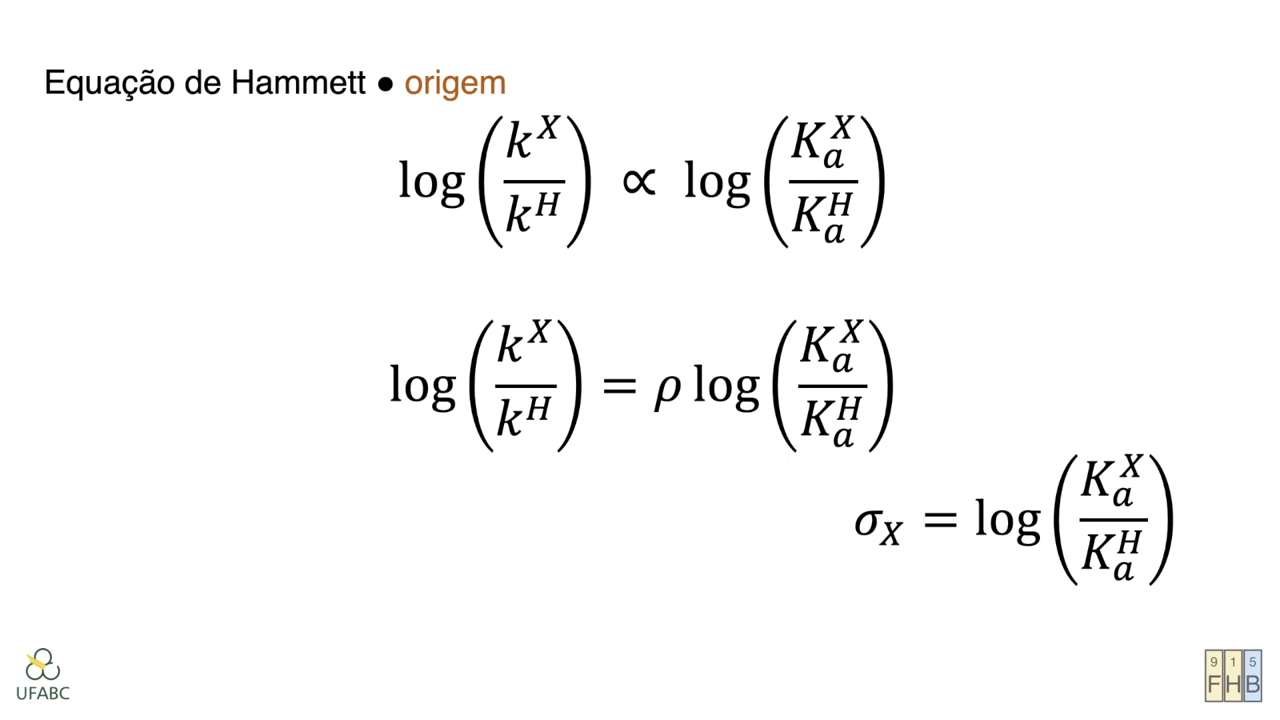 Equação de Hammett ● origem
log(k^X/k^H) ∝ log(K_a^X/K_a^H)
log(k^X/k^H) = ρ log(K_a^X/K_a^H)
σ_X = log(K_a^X/K_a^H)
UFABC
9 1 5
F H B